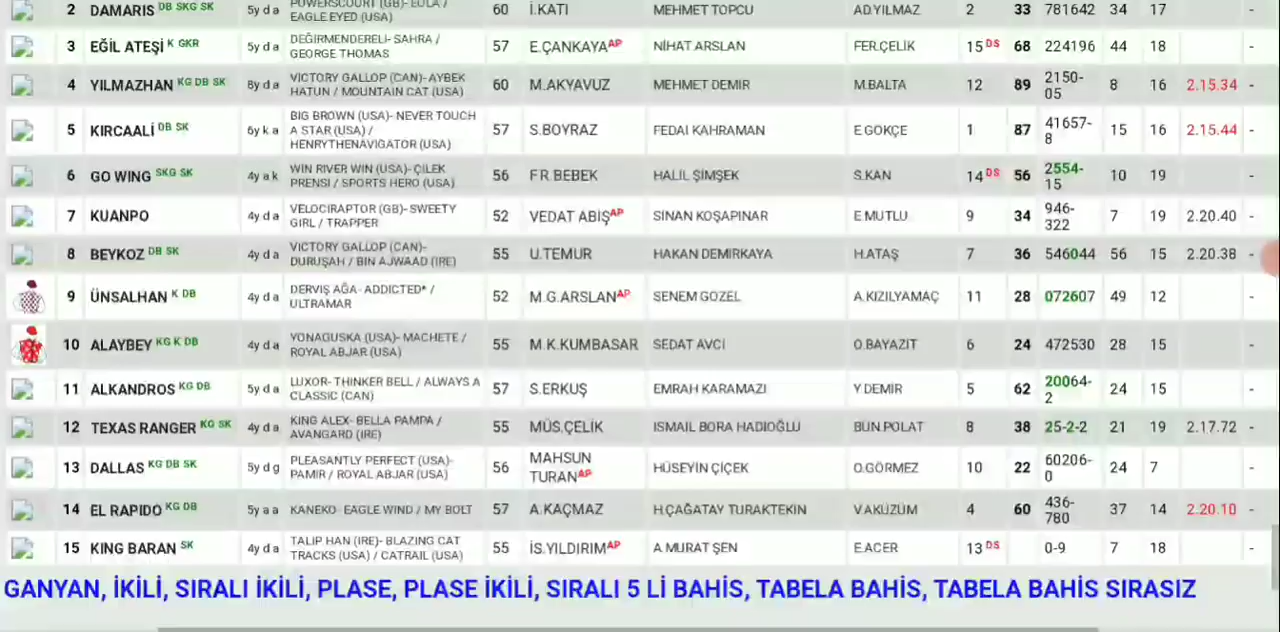 POWERSCOURT (GB)- EULA /
2 DAMARIS DB SKG SK 5y d a EAGLE EYED (USA) 60 İ.KATI MEHMET TOPCU AD.YILMAZ 2 33 781642 34 17 -
3 EĞİL ATEŞİ K GKR 5y d a DEĞİRMENDERELİ- SAHRA / GEORGE THOMAS 57 E.ÇANKAYA AP NİHAT ARSLAN FER.ÇELİK 15 DS 68 224196 44 18 -
4 YILMAZHAN KG DB SK 8y d a VICTORY GALLOP (CAN)- AYBEK HATUN / MOUNTAIN CAT (USA) 60 M.AKYAVUZ MEHMET DEMİR M.BALTA 12 89 2150-05 8 16 2.15.34 -
5 KIRCAALİ DB SK 6y k a BIG BROWN (USA)- NEVER TOUCH A STAR (USA) / HENRYTHENAVIGATOR (USA) 57 S.BOYRAZ FEDAİ KAHRAMAN E.GÖKÇE 1 87 41657-8 15 16 2.15.44 -
6 GO WING SKG SK 4y a k WIN RIVER WIN (USA)- ÇİLEK PRENSİ / SPORTS HERO (USA) 56 FR.BEBEK HALİL ŞİMŞEK S.KAN 14 DS 56 2554-15 10 19 -
7 KUANPO 4y d a VELOCIRAPTOR (GB)- SWEETY GIRL / TRAPPER 52 VEDAT ABİŞ AP SİNAN KOŞAPINAR E.MUTLU 9 34 946-322 7 19 2.20.40 -
8 BEYKOZ DB SK 4y d a VICTORY GALLOP (CAN)- DURUŞAH / BIN AJWAAD (IRE) 55 U.TEMUR HAKAN DEMİRKAYA H.ATAŞ 7 36 546044 56 15 2.20.38 -
9 ÜNSALHAN K DB 4y d a DERVİŞ AĞA- ADDICTED* / ULTRAMAR 52 M.G.ARSLAN AP SENEM GÖZEL A.KIZILYAMAÇ 11 28 072607 49 12 -
10 ALAYBEY KG K DB 4y d a YONAGUSKA (USA)- MACHETE / ROYAL ABJAR (USA) 55 M.K.KUMBASAR SEDAT AVCI O.BAYAZIT 6 24 472530 28 15 -
11 ALKANDROS KG DB 5y d a LUXOR- THINKER BELL / ALWAYS A CLASSIC (CAN) 57 S.ERKUŞ EMRAH KARAMAZI Y.DEMİR 5 62 20064-2 24 15 -
12 TEXAS RANGER KG SK 4y d a KING ALEX- BELLA PAMPA / AVANGARD (IRE) 55 MÜS.ÇELİK İSMAİL BORA HADIOĞLU BÜN.POLAT 8 38 25-2-2 21 19 2.17.72 -
13 DALLAS KG DB SK 5y d g PLEASANTLY PERFECT (USA)- PAMİR / ROYAL ABJAR (USA) 56 MAHSUN TURAN AP HÜSEYİN ÇİÇEK O.GÖRMEZ 10 22 60206-0 24 7 -
14 EL RAPIDO KG DB 5y a a KANEKO- EAGLE WIND / MY BOLT 57 A.KAÇMAZ H.ÇAĞATAY TURAKTEKİN V.AKÜZÜM 4 60 436-780 37 14 2.20.10 -
15 KING BARAN SK 4y d a TALIP HAN (IRE)- BLAZING CAT TRACKS (USA) / CATRAIL (USA) 55 İS.YILDIRIM AP A.MURAT ŞEN E.ACER 13 DS 0-9 7 18 -
GANYAN, İKİLİ, SIRALI İKİLİ, PLASE, PLASE İKİLİ, SIRALI 5 Lİ BAHİS, TABELA BAHİS, TABELA BAHİS SIRASIZ